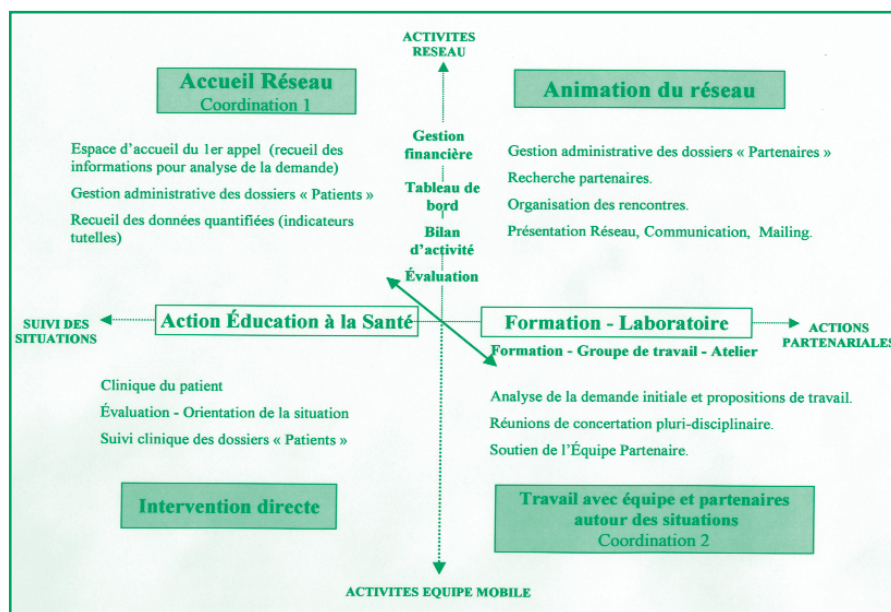 ACTIVITES
RESEAU
Accueil Réseau
Coordination 1
Animation du réseau
Espace d'accueil du 1er appel (recueil des
informations pour analyse de la demande)
Gestion administrative des dossiers « Patients »
Recueil des données quantifiées (indicateurs
tutelles)
Gestion
financière
Tableau de
bord
Bilan
d'activité
Évaluation
Gestion administrative des dossiers « Partenaires »
Recherche partenaires.
Organisation des rencontres.
Présentation Réseau, Communication, Mailing.
SUIVI DES
SITUATIONS
Action Éducation à la Santé
Formation - Laboratoire
Formation - Groupe de travail - Atelier
ACTIONS
PARTENARIALES
Clinique du patient
Évaluation - Orientation de la situation
Suivi clinique des dossiers « Patients »
Analyse de la demande initiale et propositions de travail.
Réunions de concertation pluri-disciplinaire.
Soutien de l'Équipe Partenaire.
Intervention directe
Travail avec équipe et partenaires
autour des situations
Coordination 2
ACTIVITES EQUIPE MOBILE